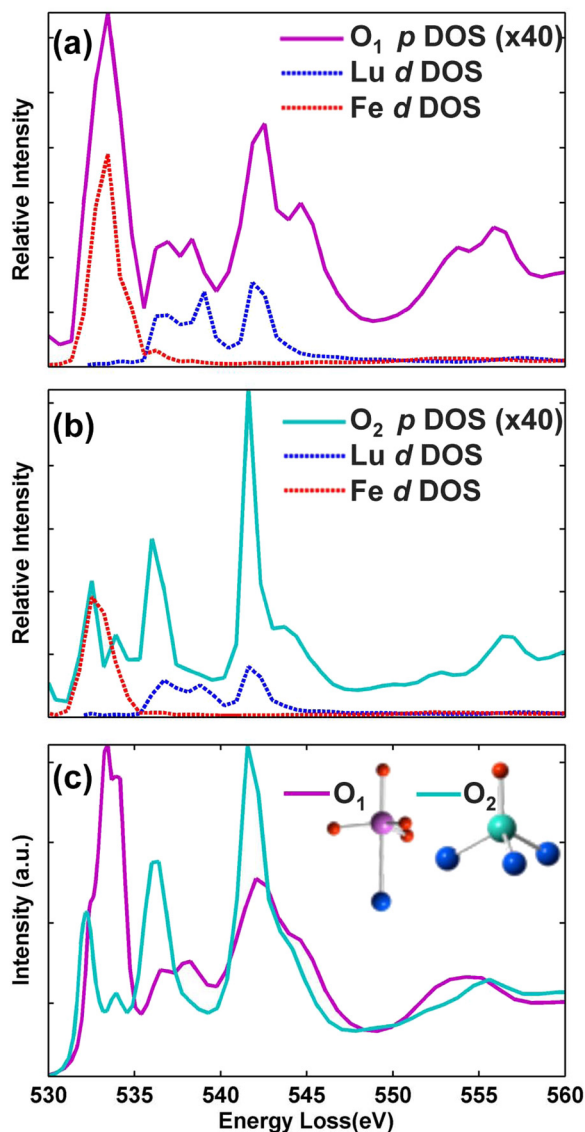 (a)
O₁ p DOS (x40)
Lu d DOS
Fe d DOS
Relative Intensity
(b)
O₂ p DOS (x40)
Lu d DOS
Fe d DOS
Relative Intensity
(c)
O₁ O₂
Intensity (a.u.)
530 535 540 545 550 555 560
Energy Loss(eV)